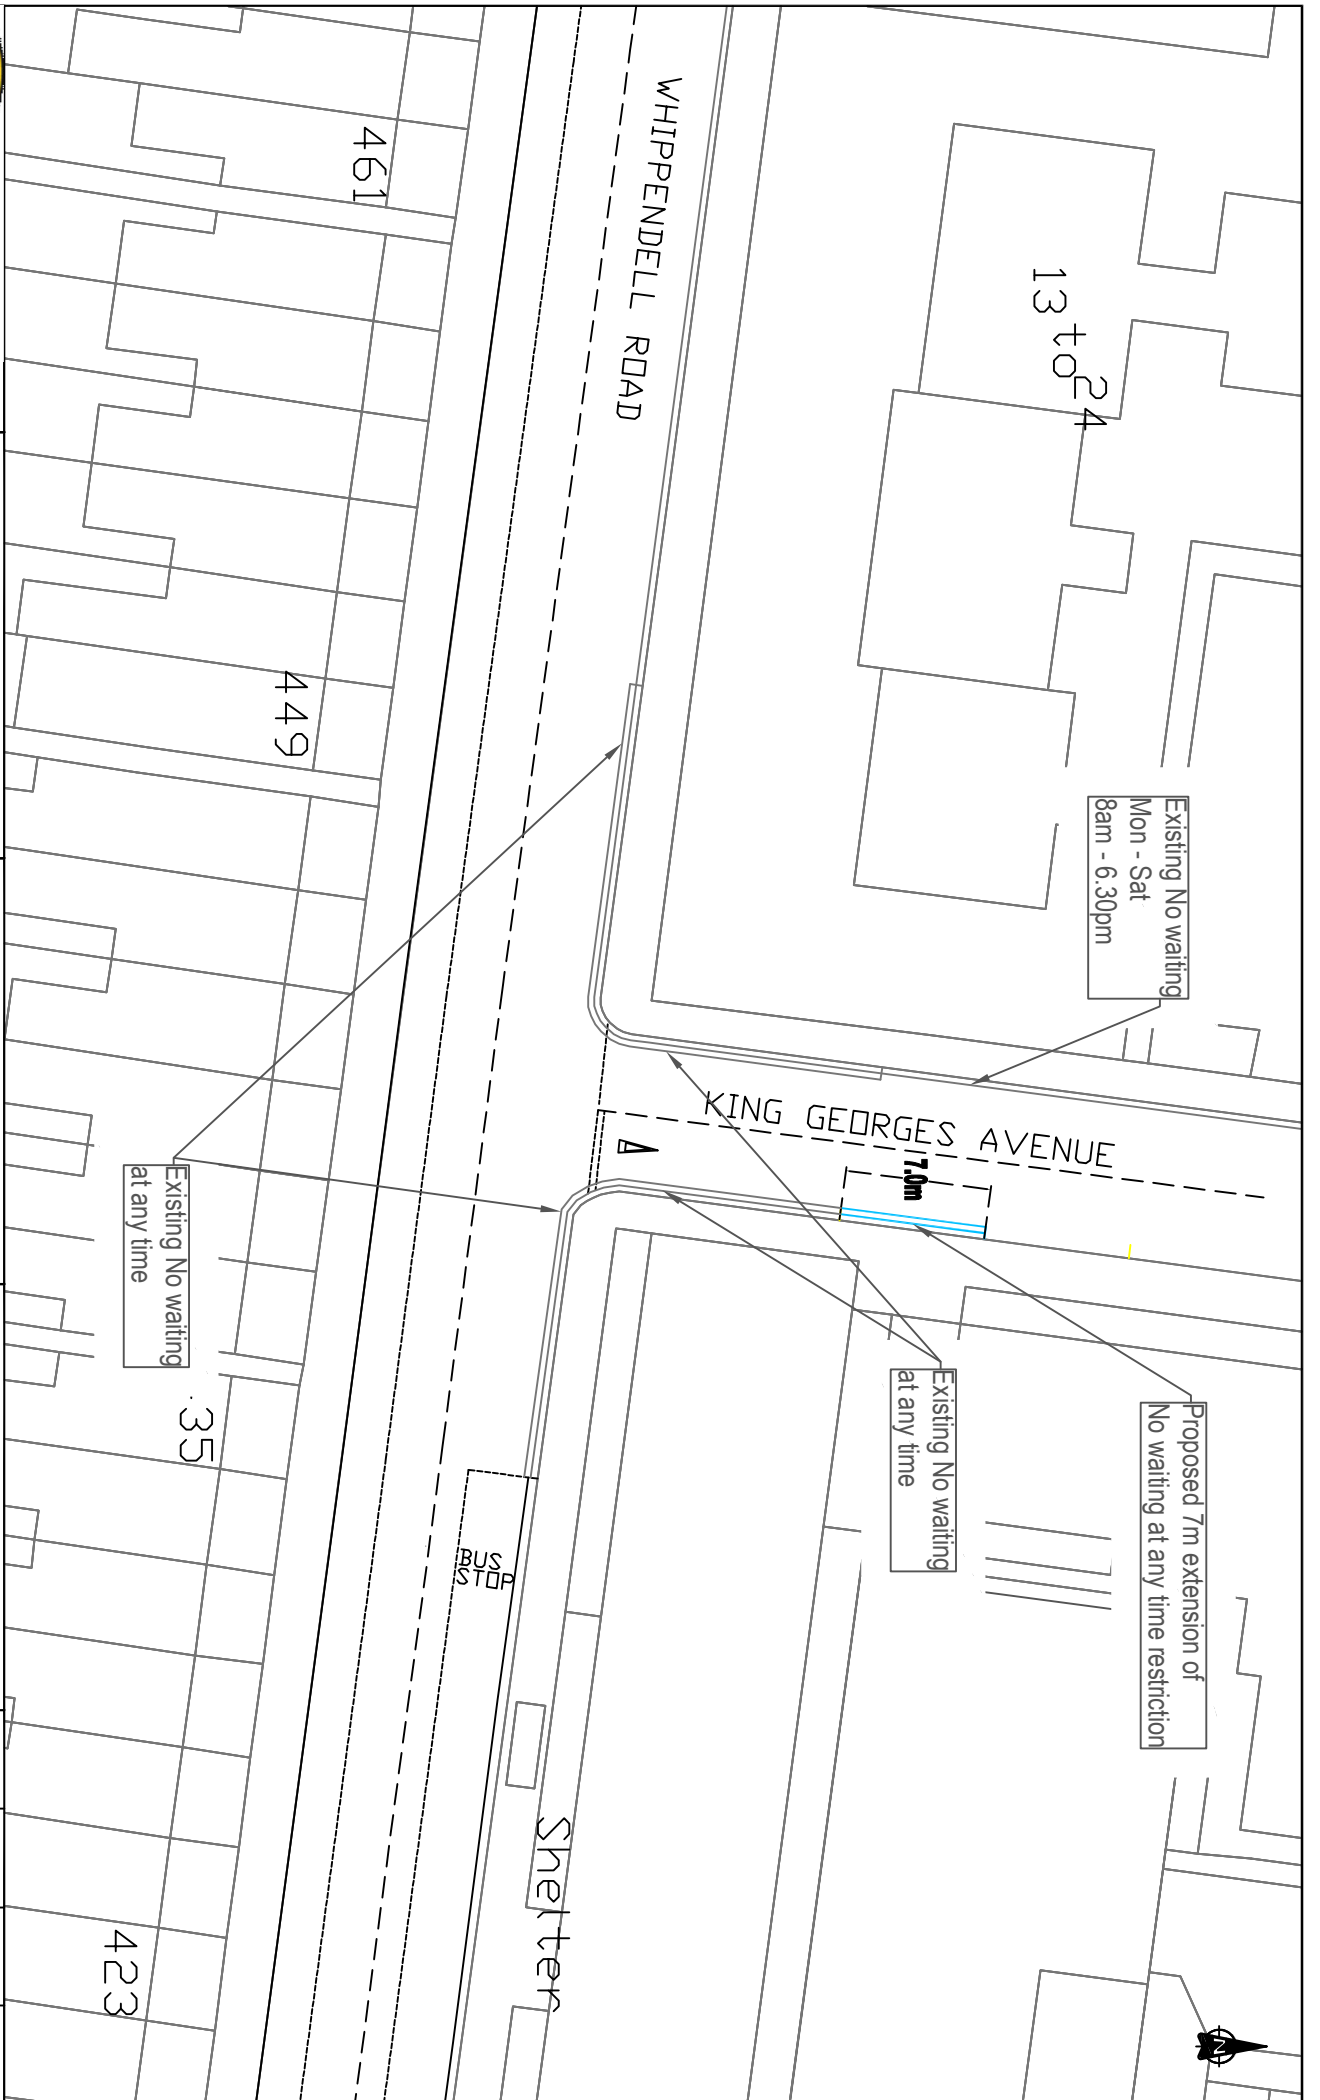 WHIPPENDELL ROAD
461
449
13 to 24
Existing No waiting
Mon - Sat
8am - 6.30pm
KING GEORGES AVENUE
7.0m
Proposed 7m extension of
No waiting at any time restriction
Existing No waiting
at any time
Existing No waiting
at any time
35
BUS
STOP
Shelter
423
N